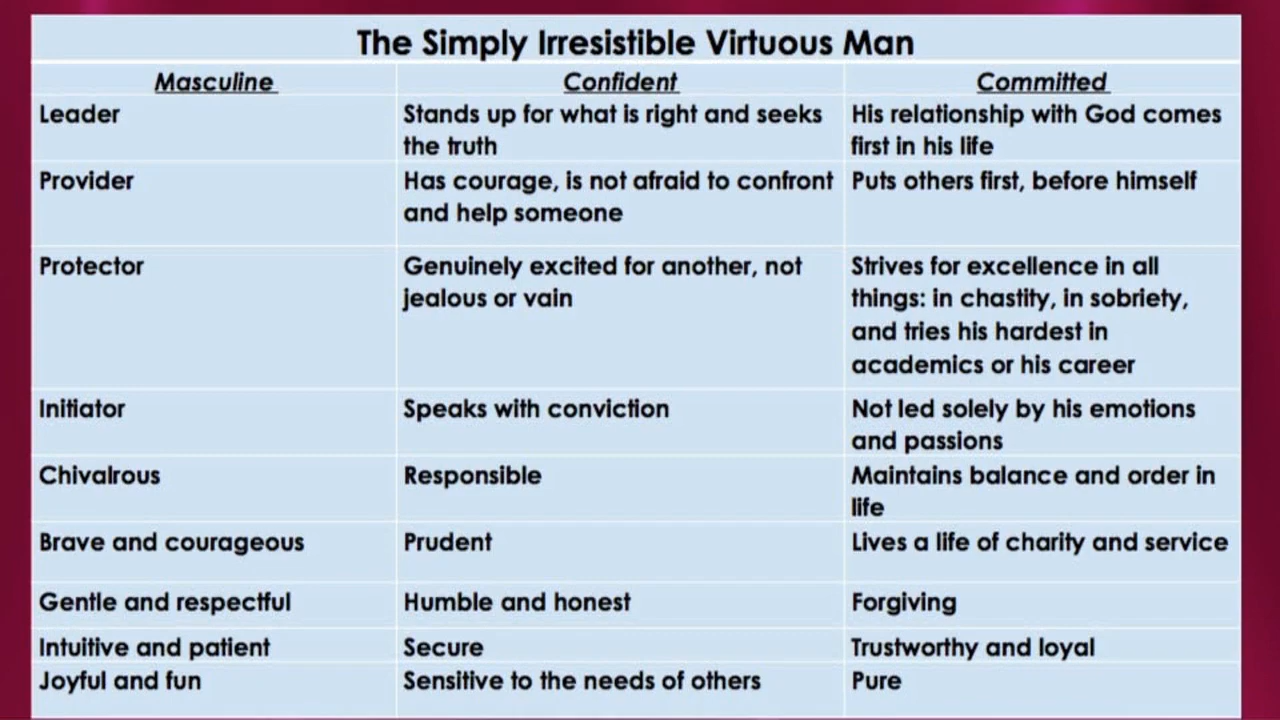 The Simply Irresistible Virtuous Man
Masculine
Confident
Committed
Leader
Stands up for what is right and seeks
the truth
His relationship with God comes
first in his life
Provider
Has courage, is not afraid to confront
and help someone
Puts others first, before himself
Protector
Genuinely excited for another, not
jealous or vain
Strives for excellence in all
things: in chastity, in sobriety,
and tries his hardest in
academics or his career
Initiator
Speaks with conviction
Not led solely by his emotions
and passions
Chivalrous
Responsible
Maintains balance and order in
life
Brave and courageous
Prudent
Lives a life of charity and service
Gentle and respectful
Humble and honest
Forgiving
Intuitive and patient
Secure
Trustworthy and loyal
Joyful and fun
Sensitive to the needs of others
Pure